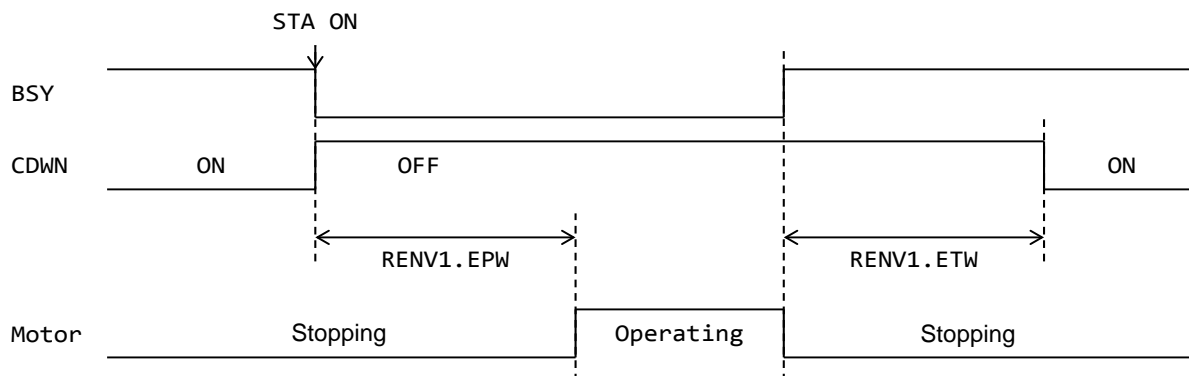 STA ON
BSY
CDWN ON OFF ON
RENV1.EPW RENV1.ETW
Motor Stopping Operating Stopping